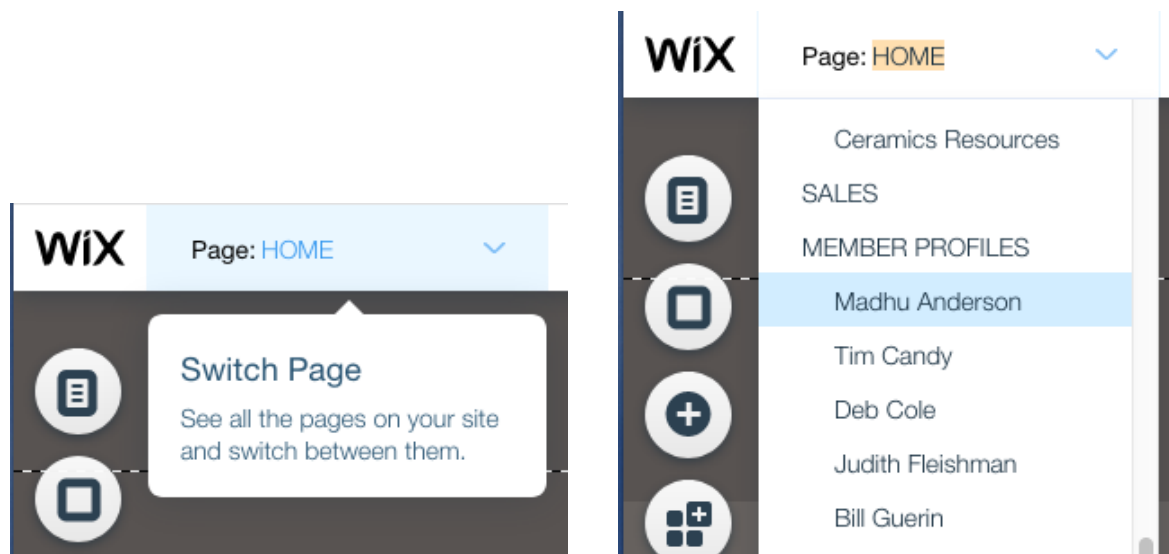 WiX
Page: HOME
Switch Page
See all the pages on your site
and switch between them.
WiX
Page: HOME
Ceramics Resources
SALES
MEMBER PROFILES
Madhu Anderson
Tim Candy
Deb Cole
Judith Fleishman
Bill Guerin